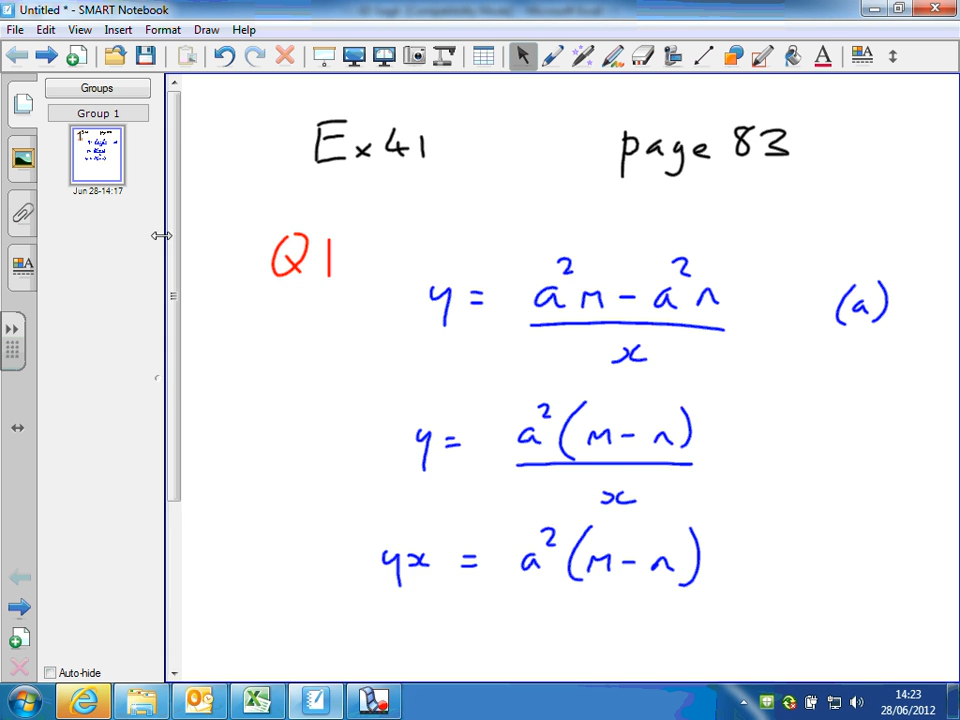 Untitled * - SMART Notebook
File Edit View Insert Format Draw Help
Groups
Group 1
Jun 28-14:17
Ex 41 page 83
Q1
y = a²m - a²n (a)
x
y = a²(m - n)
x
yx = a²(m - n)
Auto-hide
14:23
28/06/2012